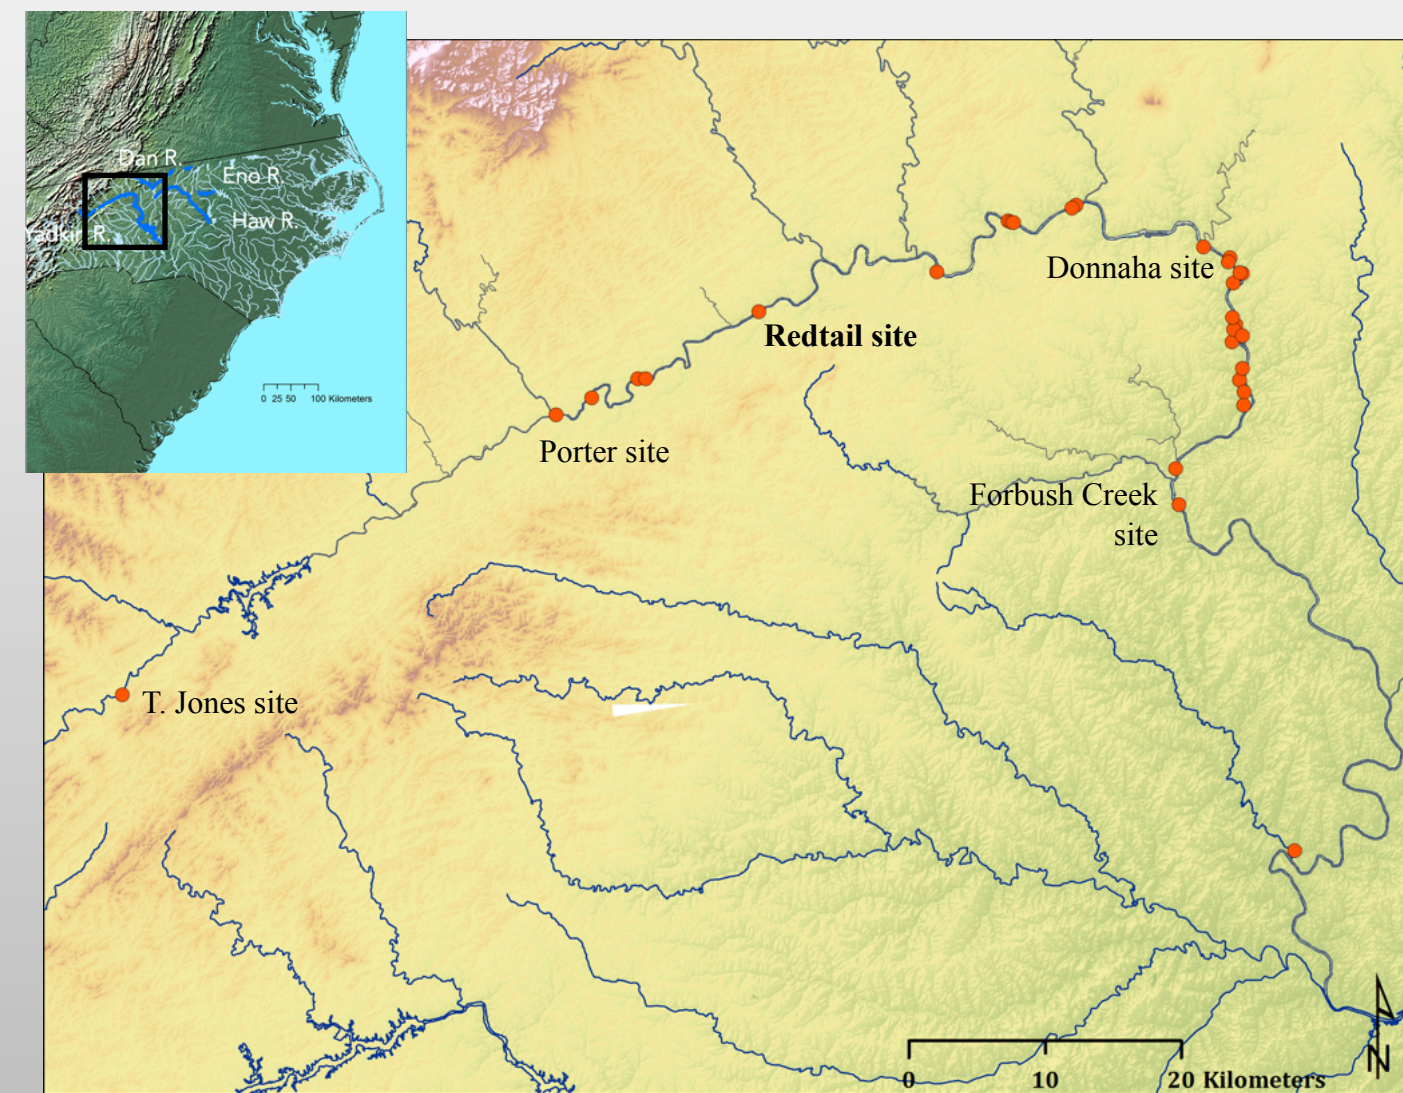 Dan R.
Eno R.
Haw R.
Yadkin R.
0 25 50 100 Kilometers
Donnaha site
Redtail site
Porter site
Forbush Creek
site
T. Jones site
0 10 20 Kilometers
N